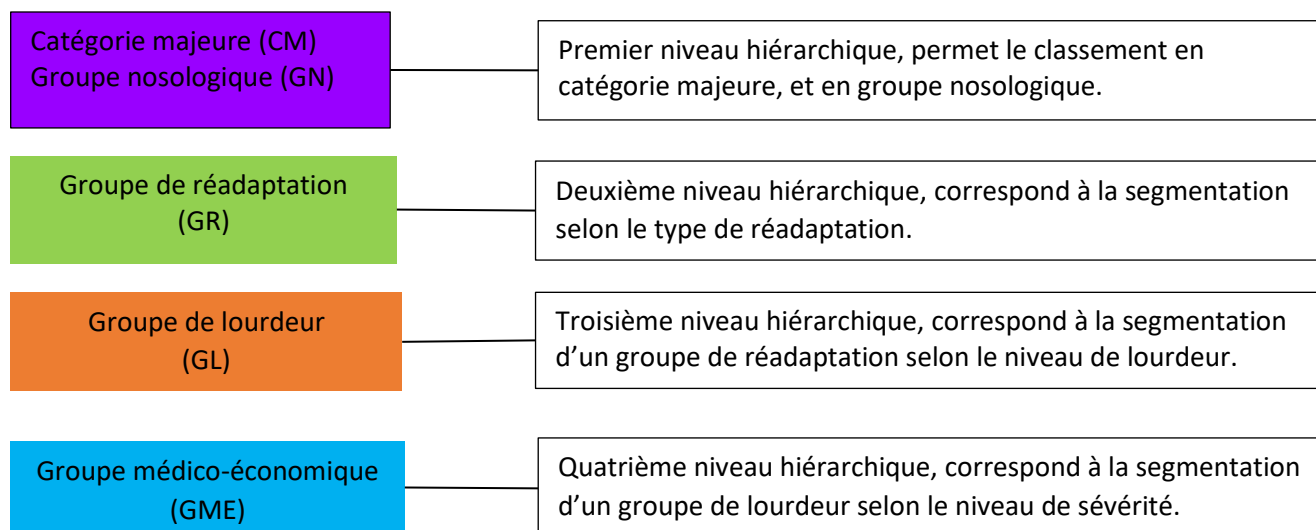 Catégorie majeure (CM)
Groupe nosologique (GN)
Premier niveau hiérarchique, permet le classement en
catégorie majeure, et en groupe nosologique.
Groupe de réadaptation
(GR)
Deuxième niveau hiérarchique, correspond à la segmentation
selon le type de réadaptation.
Groupe de lourdeur
(GL)
Troisième niveau hiérarchique, correspond à la segmentation
d’un groupe de réadaptation selon le niveau de lourdeur.
Groupe médico-économique
(GME)
Quatrième niveau hiérarchique, correspond à la segmentation
d’un groupe de lourdeur selon le niveau de sévérité.